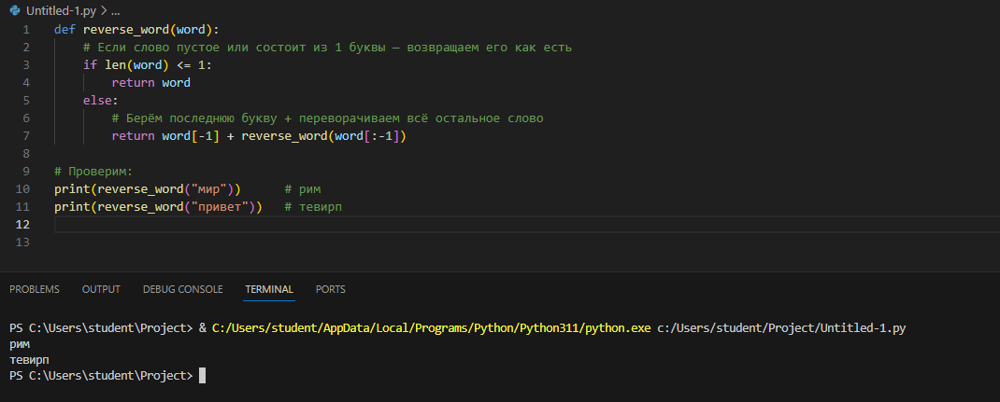 Untitled-1.py > ...
1 def reverse_word(word):
2     # Если слово пустое или состоит из 1 буквы — возвращаем его как есть
3     if len(word) <= 1:
4         return word
5     else:
6         # Берём последнюю букву + переворачиваем всё остальное слово
7         return word[-1] + reverse_word(word[:-1])
8
9 # Проверим:
10 print(reverse_word("мир"))      # рим
11 print(reverse_word("привет"))   # тевирп
12
13
PROBLEMS OUTPUT DEBUG CONSOLE TERMINAL PORTS
PS C:\Users\student\Project> & C:/Users/student/AppData/Local/Programs/Python/Python311/python.exe c:/Users/student/Project/Untitled-1.py
рим
тевирп
PS C:\Users\student\Project>